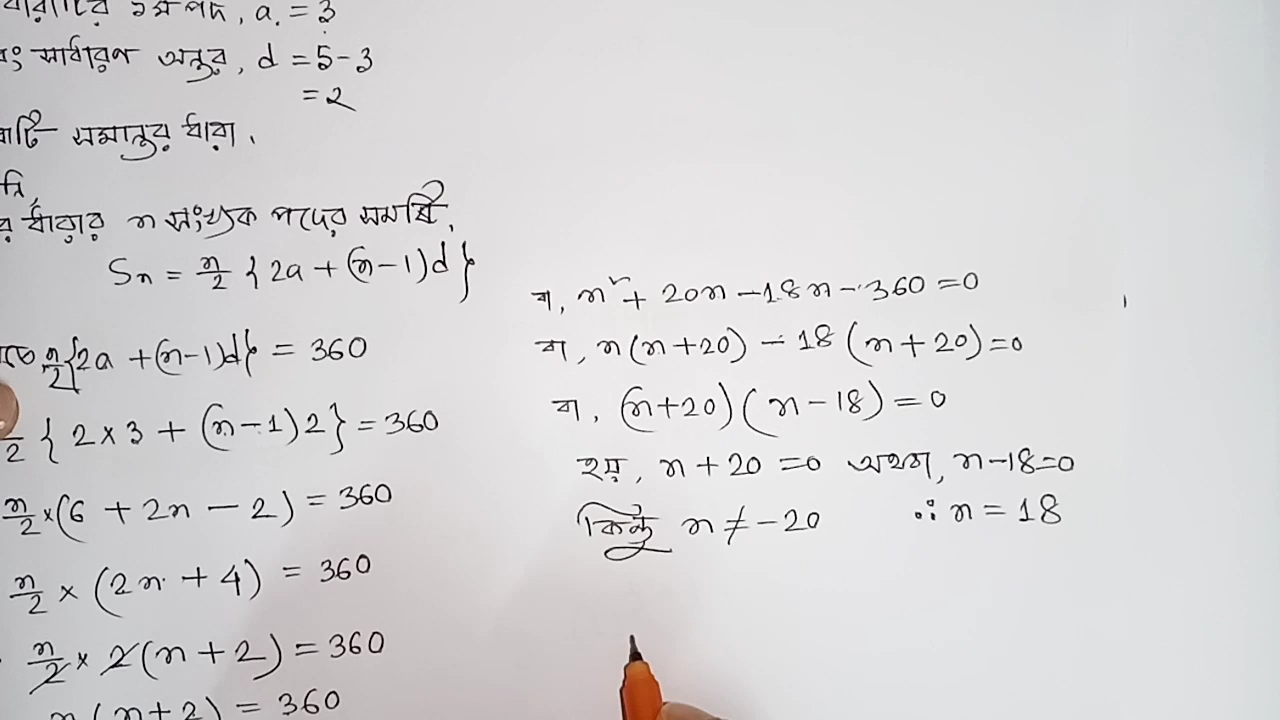 ১ম পদ, a = 3
সাধারণ অন্তর, d = 5-3
= 2
সমান্তর ধারা।
ধারার n সংখ্যক পদের সমষ্টি,
Sn = n/2 {2a + (n-1)d}
n/2{2a + (n-1)d} = 360
/2 {2×3 + (n-1)2} = 360
n/2 × (6 + 2n - 2) = 360
n/2 × (2n + 4) = 360
n/2 × 2(n + 2) = 360
n(n+2) = 360
বা, n² + 20n - 18n - 360 = 0
বা, n(n+20) - 18(n+20) = 0
বা, (n+20)(n-18) = 0
হয়, n + 20 = 0 অথবা, n-18=0
কিন্তু n ≠ -20 ∴ n = 18